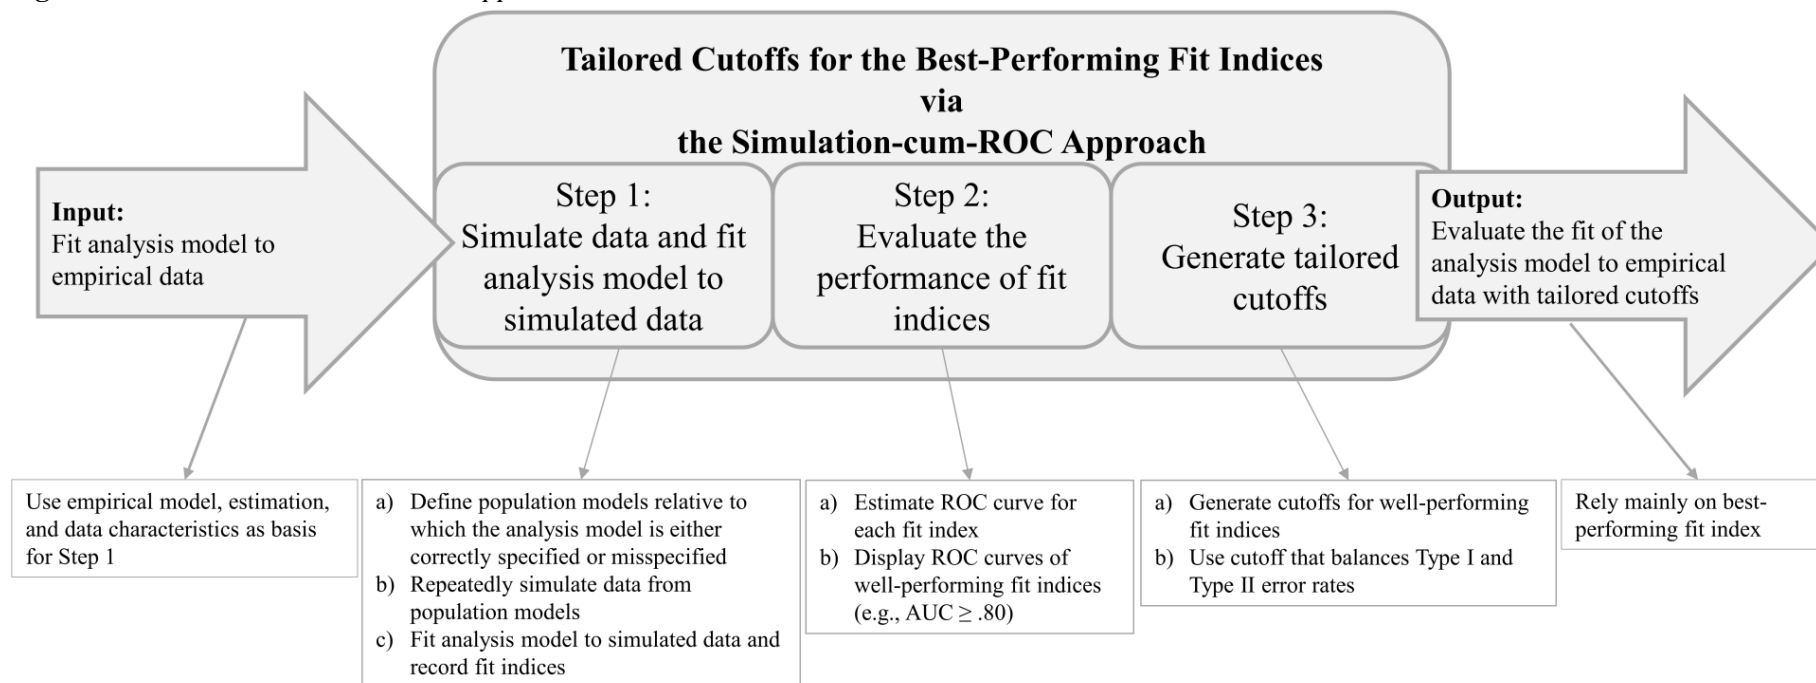 Tailored Cutoffs for the Best-Performing Fit Indices
via
the Simulation-cum-ROC Approach
Input:
Fit analysis model to
empirical data
Step 1:
Simulate data and fit
analysis model to
simulated data
Step 2:
Evaluate the
performance of fit
indices
Step 3:
Generate tailored
cutoffs
Output:
Evaluate the fit of the
analysis model to empirical
data with tailored cutoffs
Use empirical model, estimation,
and data characteristics as basis
for Step 1
a) Define population models relative to
which the analysis model is either
correctly specified or misspecified
b) Repeatedly simulate data from
population models
c) Fit analysis model to simulated data and
record fit indices
a) Estimate ROC curve for
each fit index
b) Display ROC curves of
well-performing fit indices
(e.g., AUC ≥ .80)
a) Generate cutoffs for well-performing
fit indices
b) Use cutoff that balances Type I and
Type II error rates
Rely mainly on best-
performing fit index